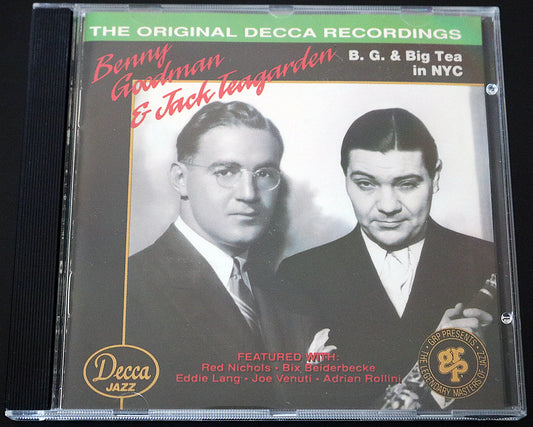 THE ORIGINAL DECCA RECORDINGS
Benny
Goodman
& Jack Teagarden
B. G. & Big Tea
in NYC
FEATURED WITH:
Red Nichols · Bix Beiderbecke
Eddie Lang · Joe Venuti · Adrian Rollini
Decca
JAZZ
GRP PRESENTS
THE LEGENDARY MASTERS OF JAZZ
grp